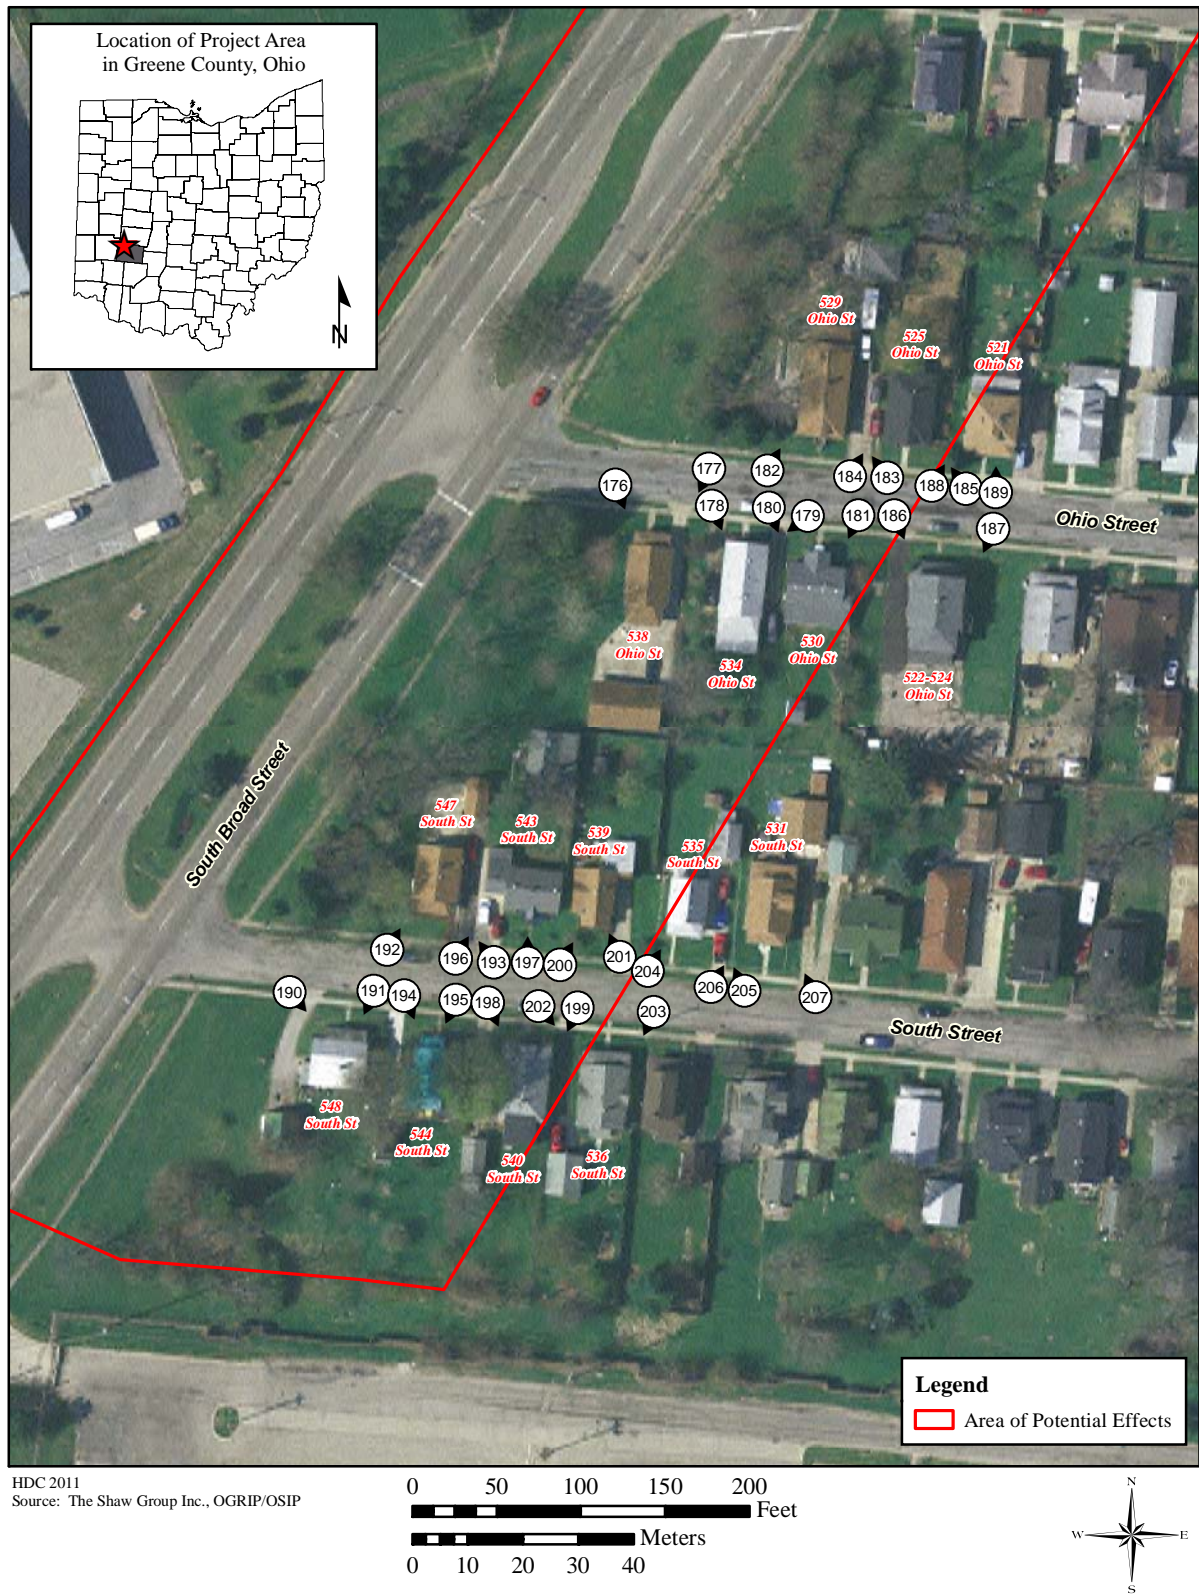 Location of Project Area
in Greene County, Ohio
N
529
Ohio St
525
Ohio St
521
Ohio St
177
182
184
183
188
185
189
176
178
180
179
181
186
187
Ohio Street
538
Ohio St
534
Ohio St
530
Ohio St
522-524
Ohio St
South Broad Street
547
South St
543
South St
539
South St
535
South St
531
South St
192
196
193
197
200
201
204
206
205
207
190
191
194
195
198
202
199
203
South Street
548
South St
544
South St
540
South St
536
South St
Legend
Area of Potential Effects
HDC 2011
Source: The Shaw Group Inc., OGRIP/OSIP
0 50 100 150 200
Feet
Meters
0 10 20 30 40
N
W E
S